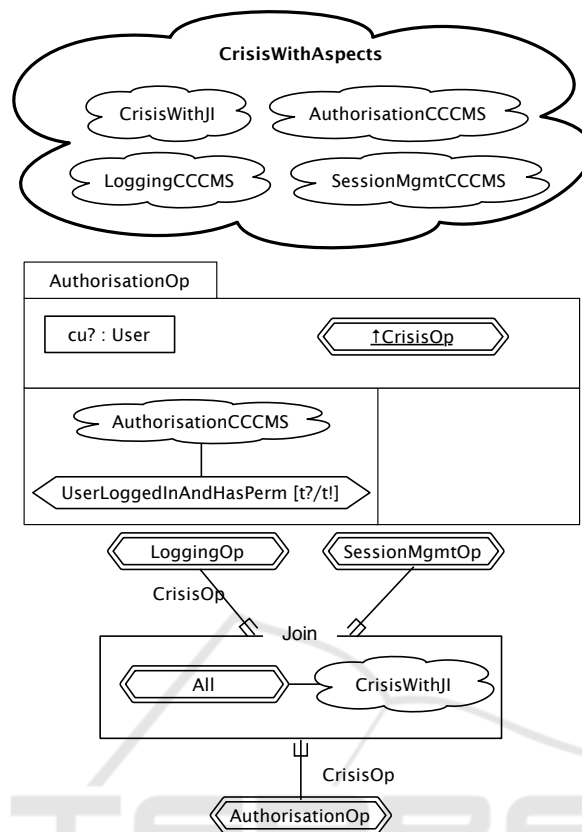 CrisisWithAspects
CrisisWithJI
AuthorisationCCCMS
LoggingCCCMS
SessionMgmtCCCMS
AuthorisationOp
cu? : User
↑CrisisOp
AuthorisationCCCMS
UserLoggedInAndHasPerm [t?/t!]
LoggingOp
SessionMgmtOp
CrisisOp
Join
All
CrisisWithJI
CrisisOp
AuthorisationOp